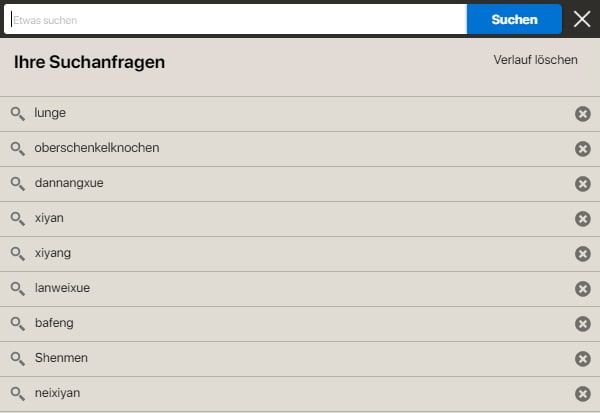 Etwas suchen
Suchen
Ihre Suchanfragen
Verlauf löschen
lunge
oberschenkelknochen
dannangxue
xiyan
xiyang
lanweixue
bafeng
Shenmen
neixiyan